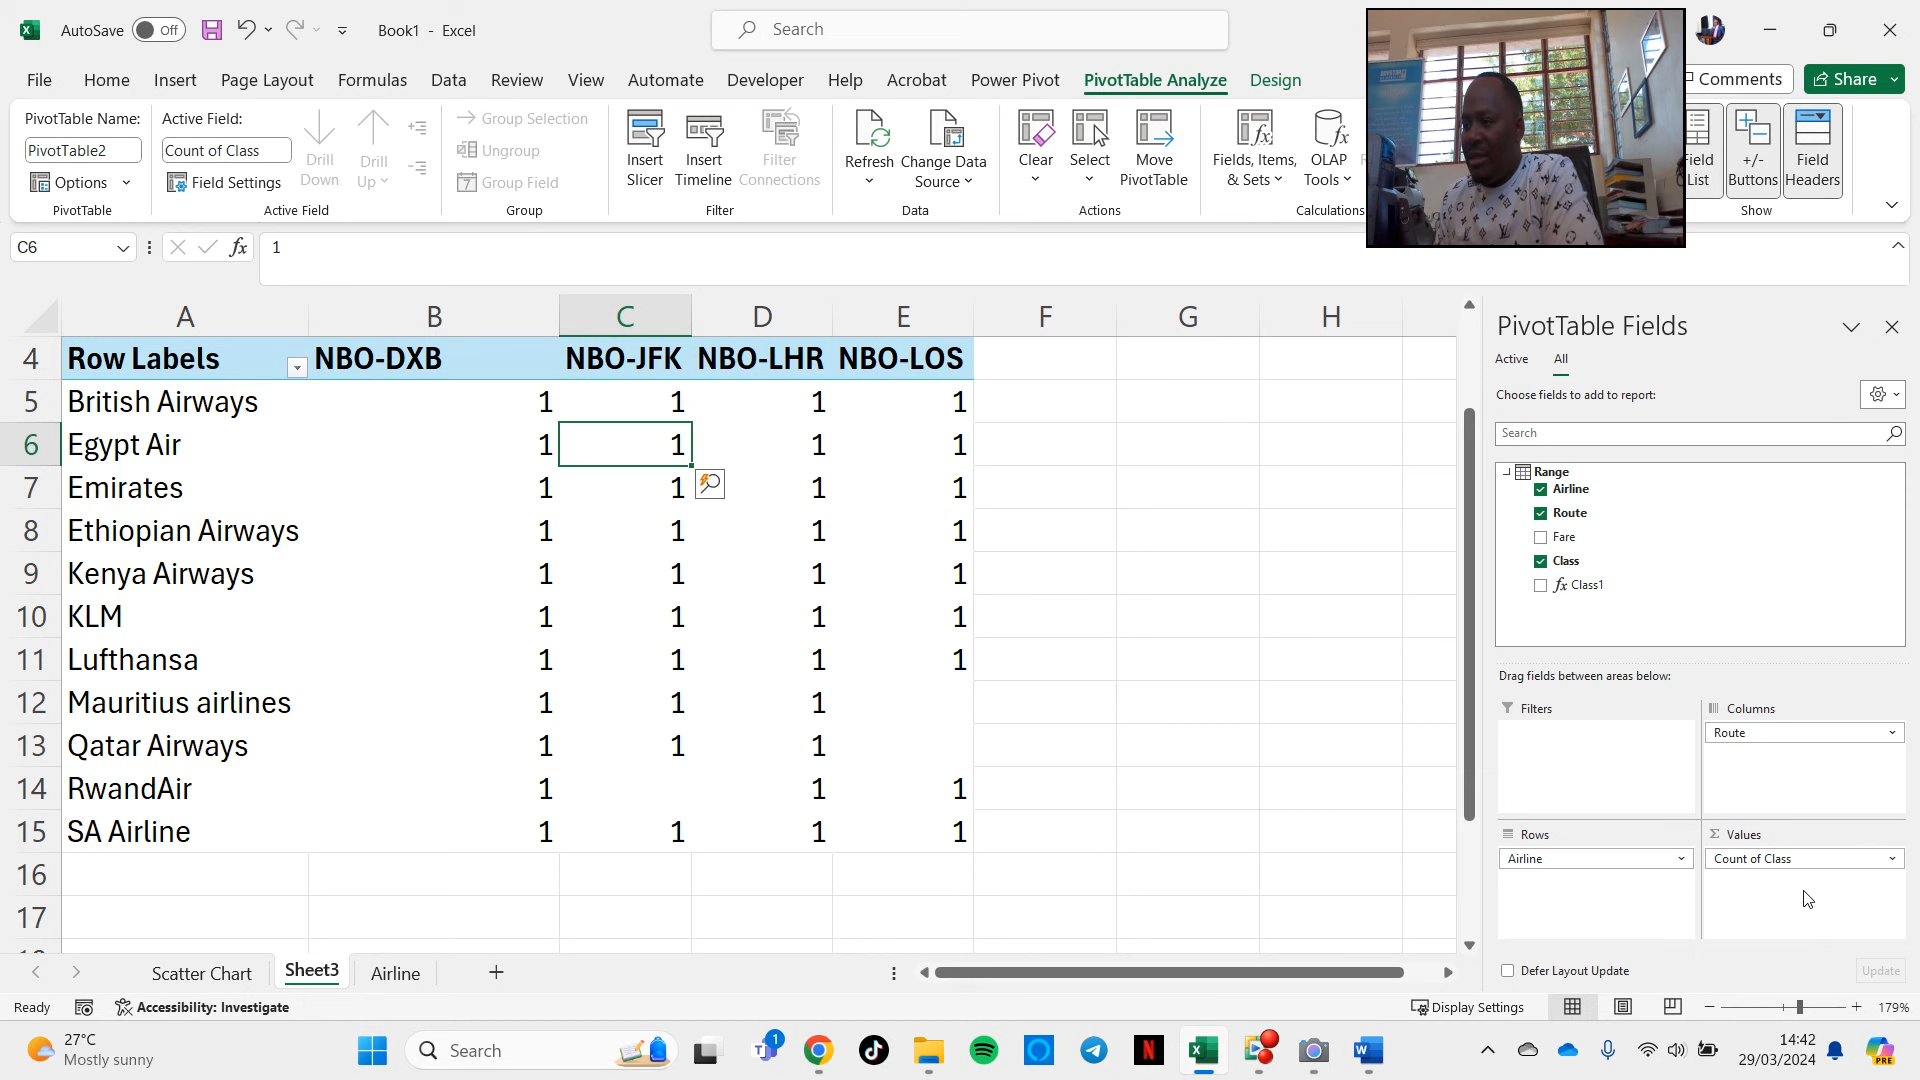 AutoSave Off Book1 - Excel Search
File Home Insert Page Layout Formulas Data Review View Automate Developer Help Acrobat Power Pivot PivotTable Analyze Design Comments Share
PivotTable Name: Active Field:
PivotTable2 Count of Class
Options Field Settings
Drill Down
Drill Up
Group Selection
Ungroup
Group Field
Insert Slicer
Insert Timeline
Filter Connections
Refresh
Change Data Source
Clear
Select
Move PivotTable
Fields, Items, & Sets
OLAP Tools
Field List
+/- Buttons
Field Headers
PivotTable Active Field Group Filter Data Actions Calculations Show
C6 fx 1
A B C D E F G H
4 Row Labels NBO-DXB NBO-JFK NBO-LHR NBO-LOS
5 British Airways 1 1 1 1
6 Egypt Air 1 1 1 1
7 Emirates 1 1 1 1
8 Ethiopian Airways 1 1 1 1
9 Kenya Airways 1 1 1 1
10 KLM 1 1 1 1
11 Lufthansa 1 1 1 1
12 Mauritius airlines 1 1 1
13 Qatar Airways 1 1 1
14 RwandAir 1 1 1
15 SA Airline 1 1 1 1
16
17
PivotTable Fields
Active All
Choose fields to add to report:
Search
Range
Airline
Route
Fare
Class
fx Class1
Drag fields between areas below:
Filters Columns
Route
Rows Values
Airline Count of Class
Defer Layout Update Update
Scatter Chart Sheet3 Airline
Ready Accessibility: Investigate Display Settings 179%
27°C
Mostly sunny
Search
1
14:42
29/03/2024
PRE